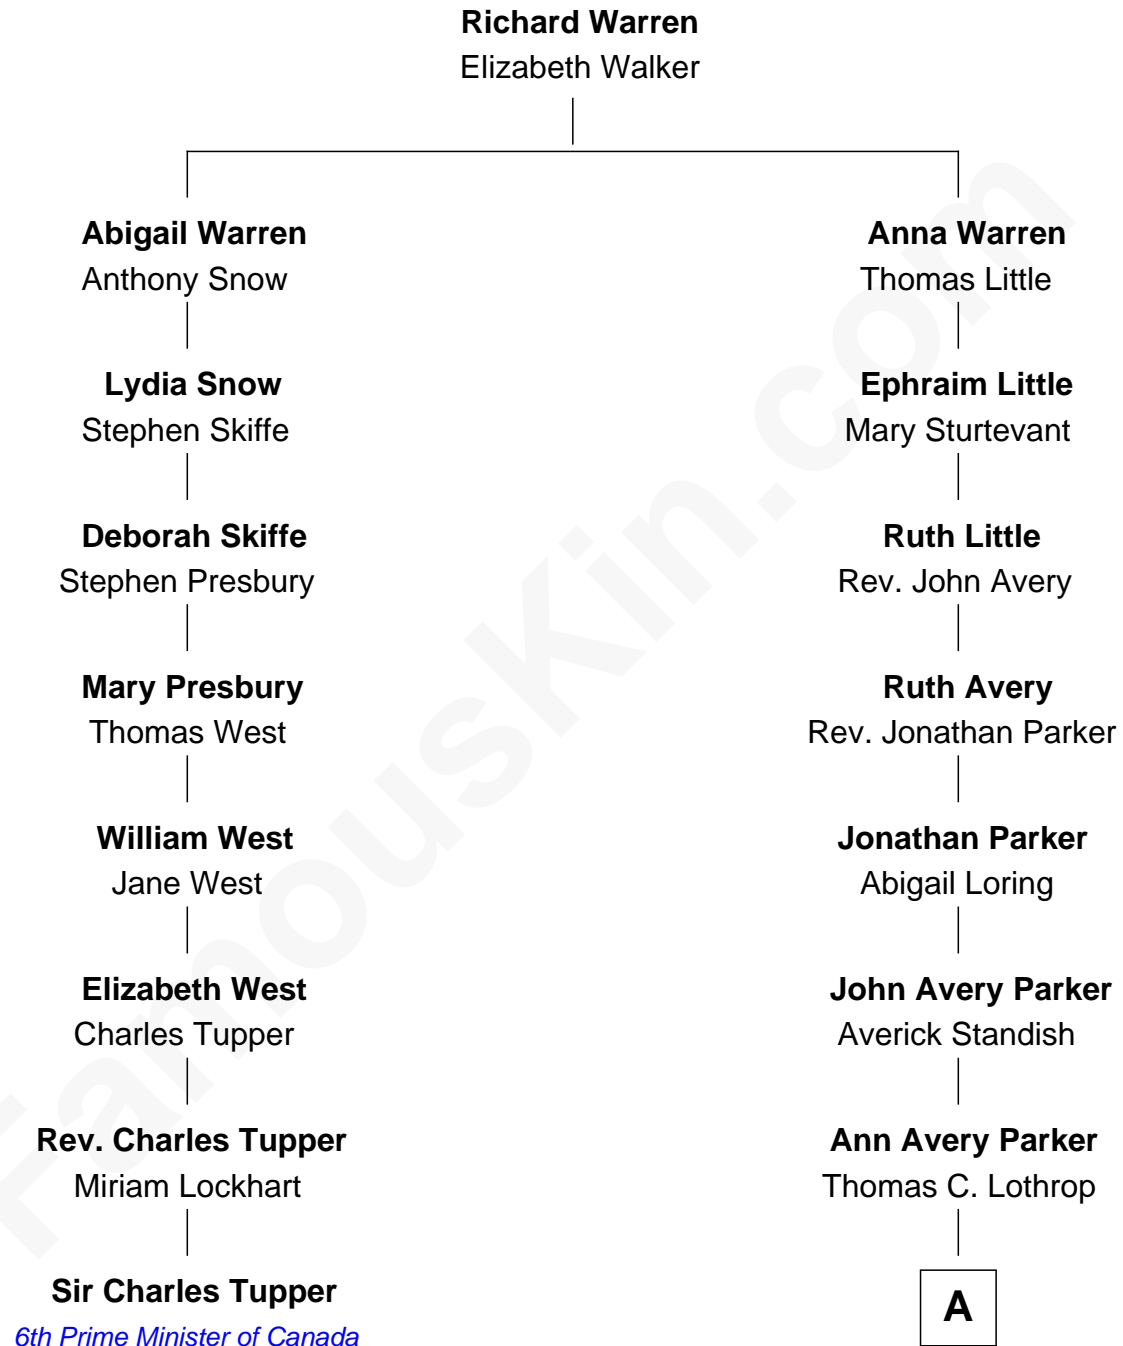 Richard Warren
Elizabeth Walker
Abigail Warren
Anthony Snow
Anna Warren
Thomas Little
Lydia Snow
Stephen Skiffe
Ephraim Little
Mary Sturtevant
Deborah Skiffe
Stephen Presbury
Ruth Little
Rev. John Avery
Mary Presbury
Thomas West
Ruth Avery
Rev. Jonathan Parker
William West
Jane West
Jonathan Parker
Abigail Loring
Elizabeth West
Charles Tupper
John Avery Parker
Averick Standish
Rev. Charles Tupper
Miriam Lockhart
Ann Avery Parker
Thomas C. Lothrop
Sir Charles Tupper
6th Prime Minister of Canada
A
FamousKin.com